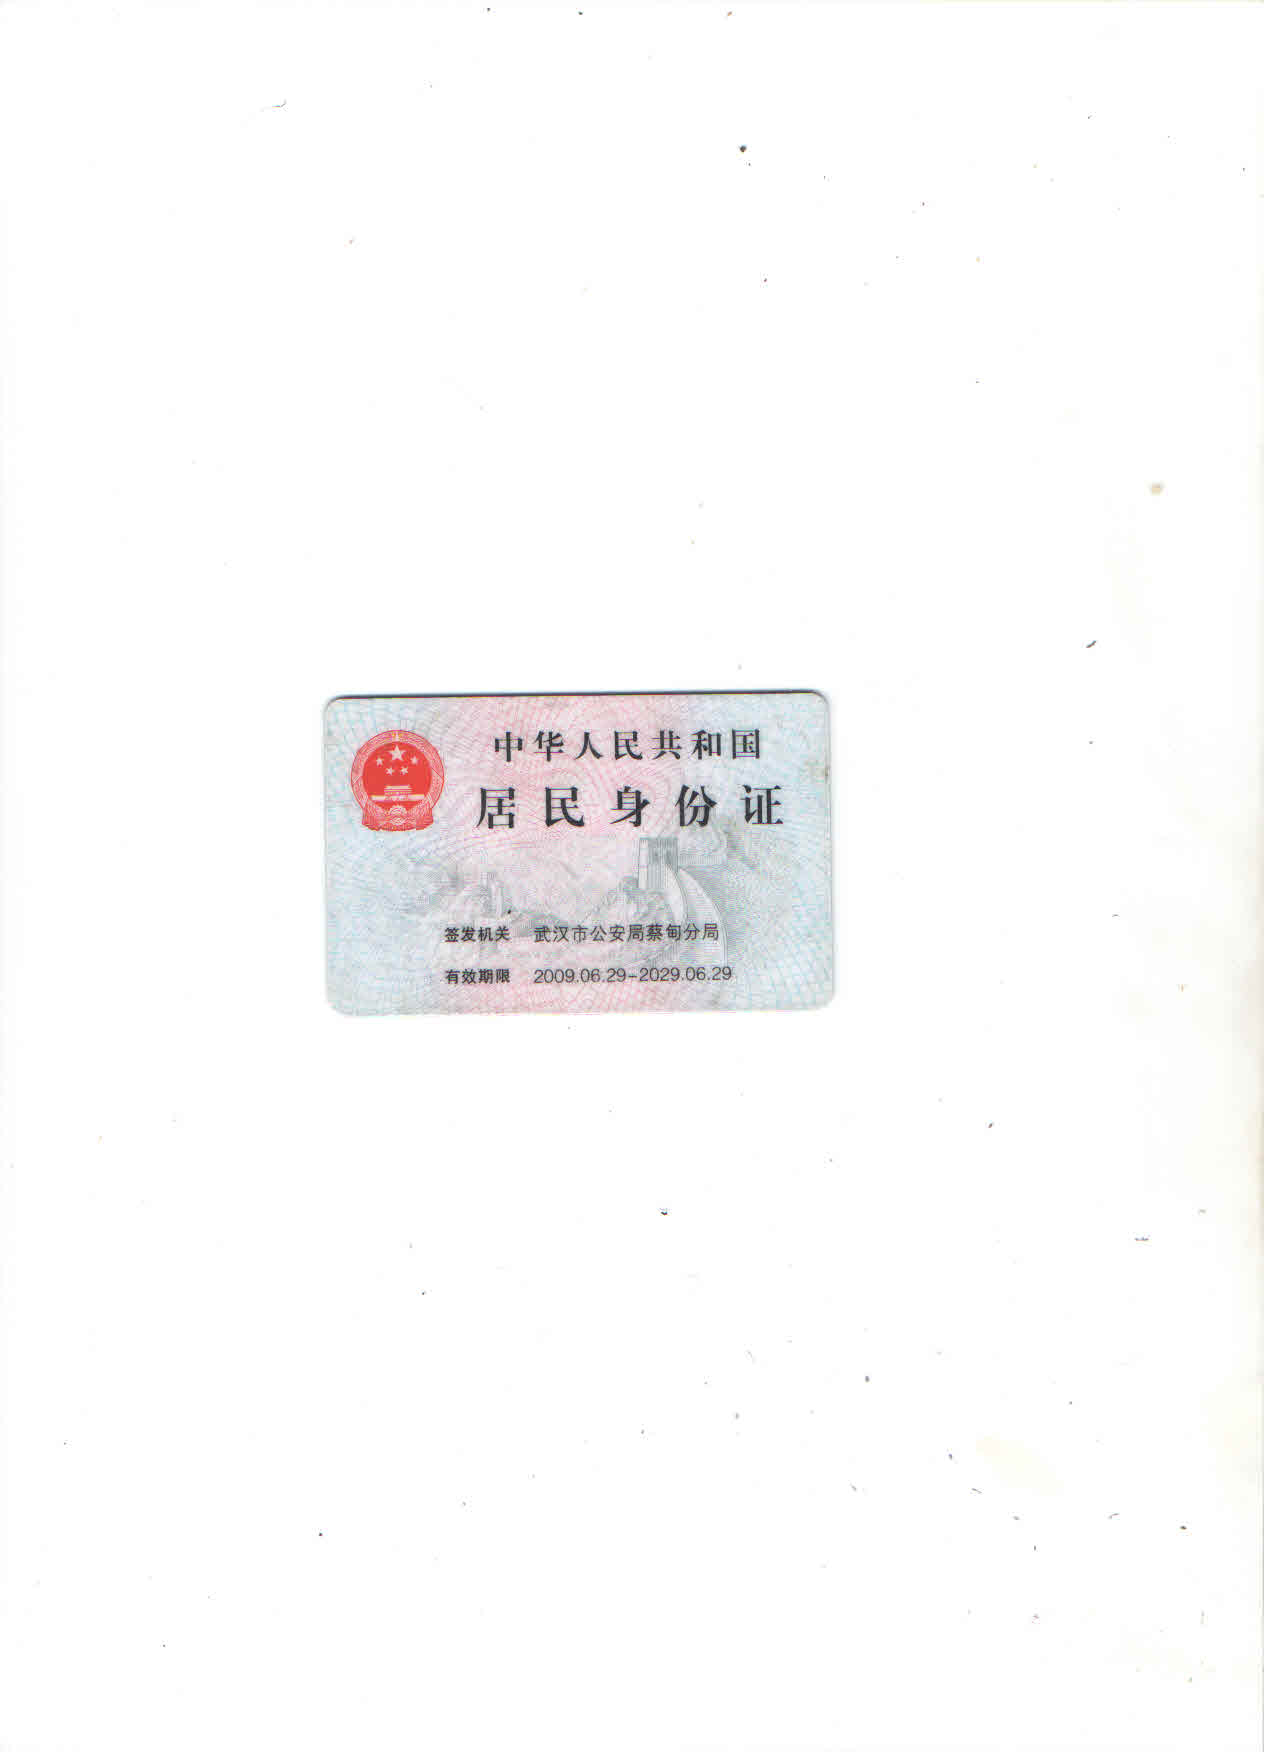 中华人民共和国
居民身份证
签发机关 武汉市公安局蔡甸分局
有效期限 2009.06.29-2029.06.29